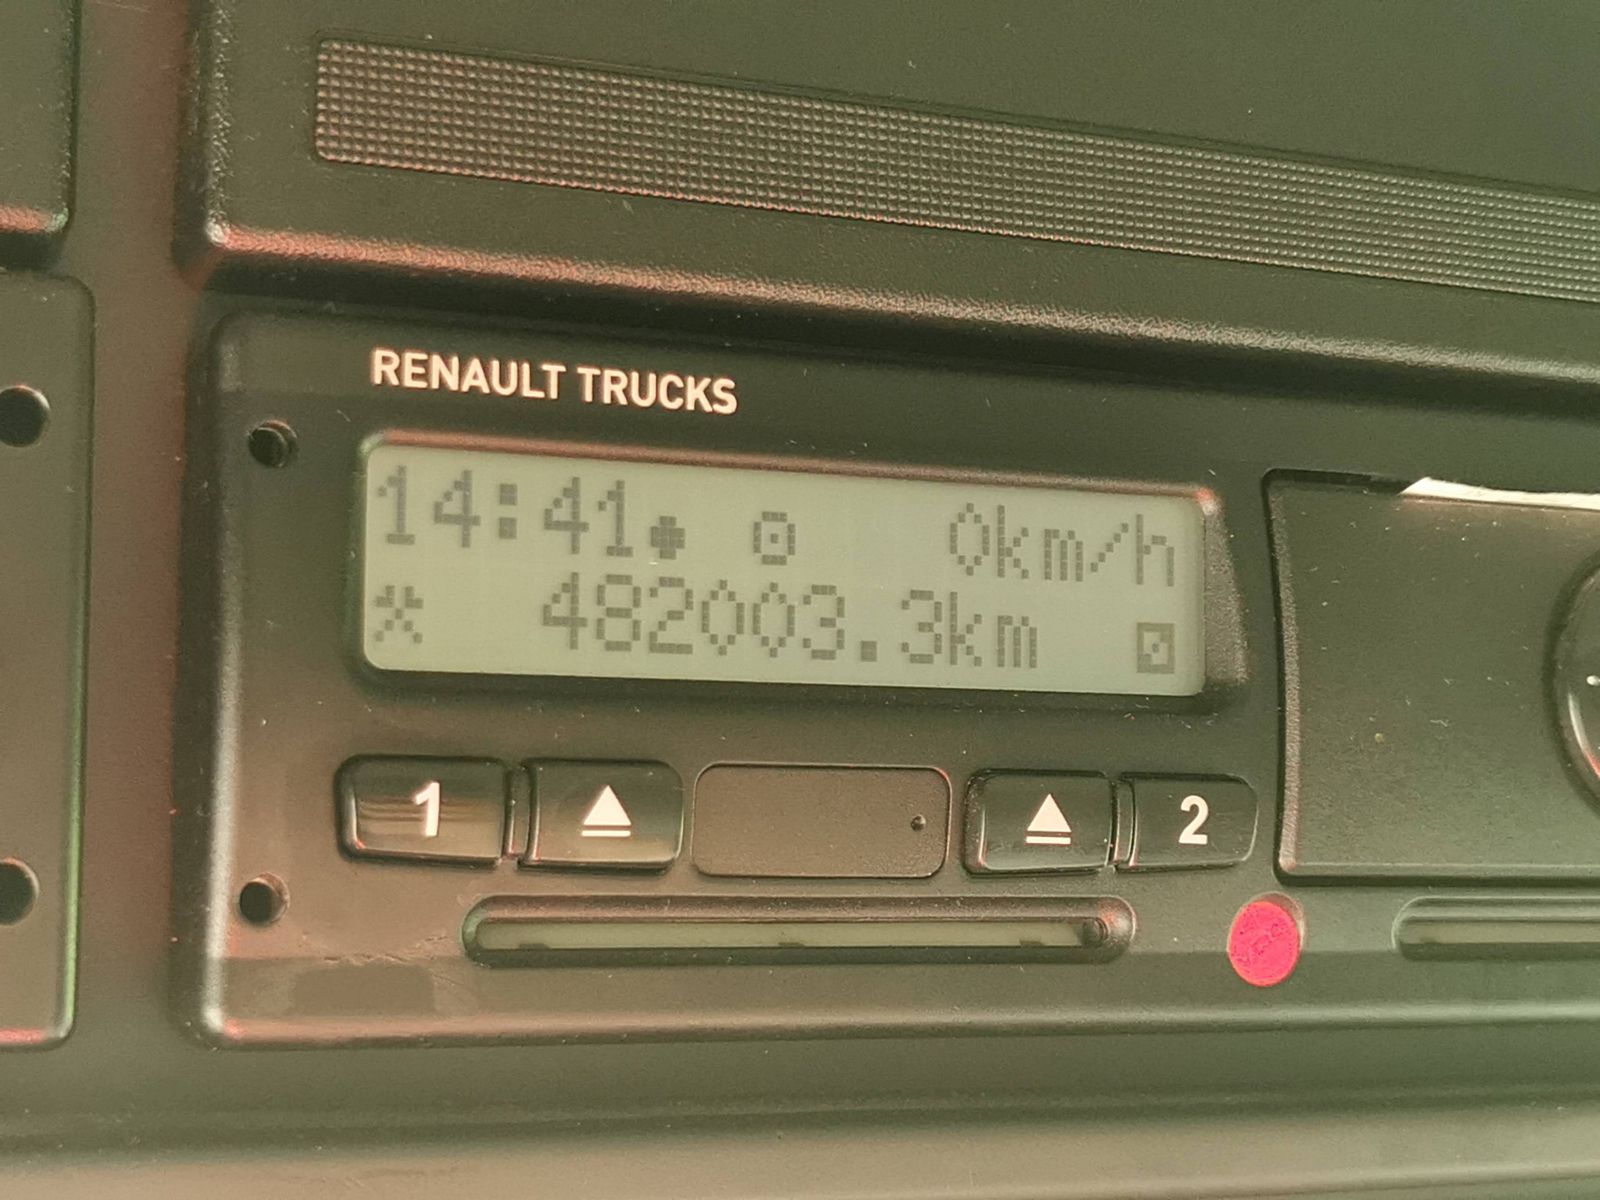 RENAULT TRUCKS
14:41 0km/h
482003.3km
1 2